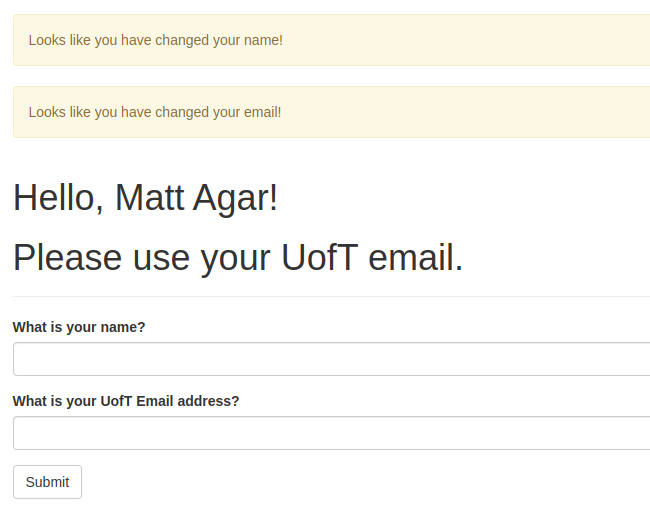 Looks like you have changed your name!
Looks like you have changed your email!
Hello, Matt Agar!
Please use your UofT email.
What is your name?
What is your UofT Email address?
Submit